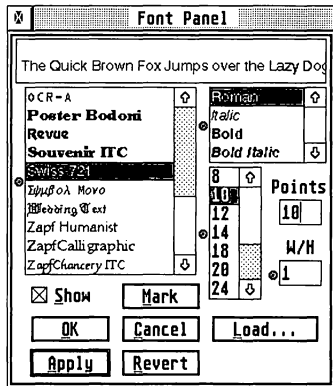 Font Panel
The Quick Brown Fox Jumps over the Lazy Dog
OCR-A
Poster Bodoni
Revue
Souvenir ITC
Swiss 721
Σψμβολ Μονο
Wedding Text
Zapf Humanist
ZapfCalligraphic
ZapfChancery ITC
Roman
Italic
Bold
Bold Italic
8
10
12
14
18
20
24
Points
10
W/H
1
Show
Mark
OK
Cancel
Load...
Apply
Revert